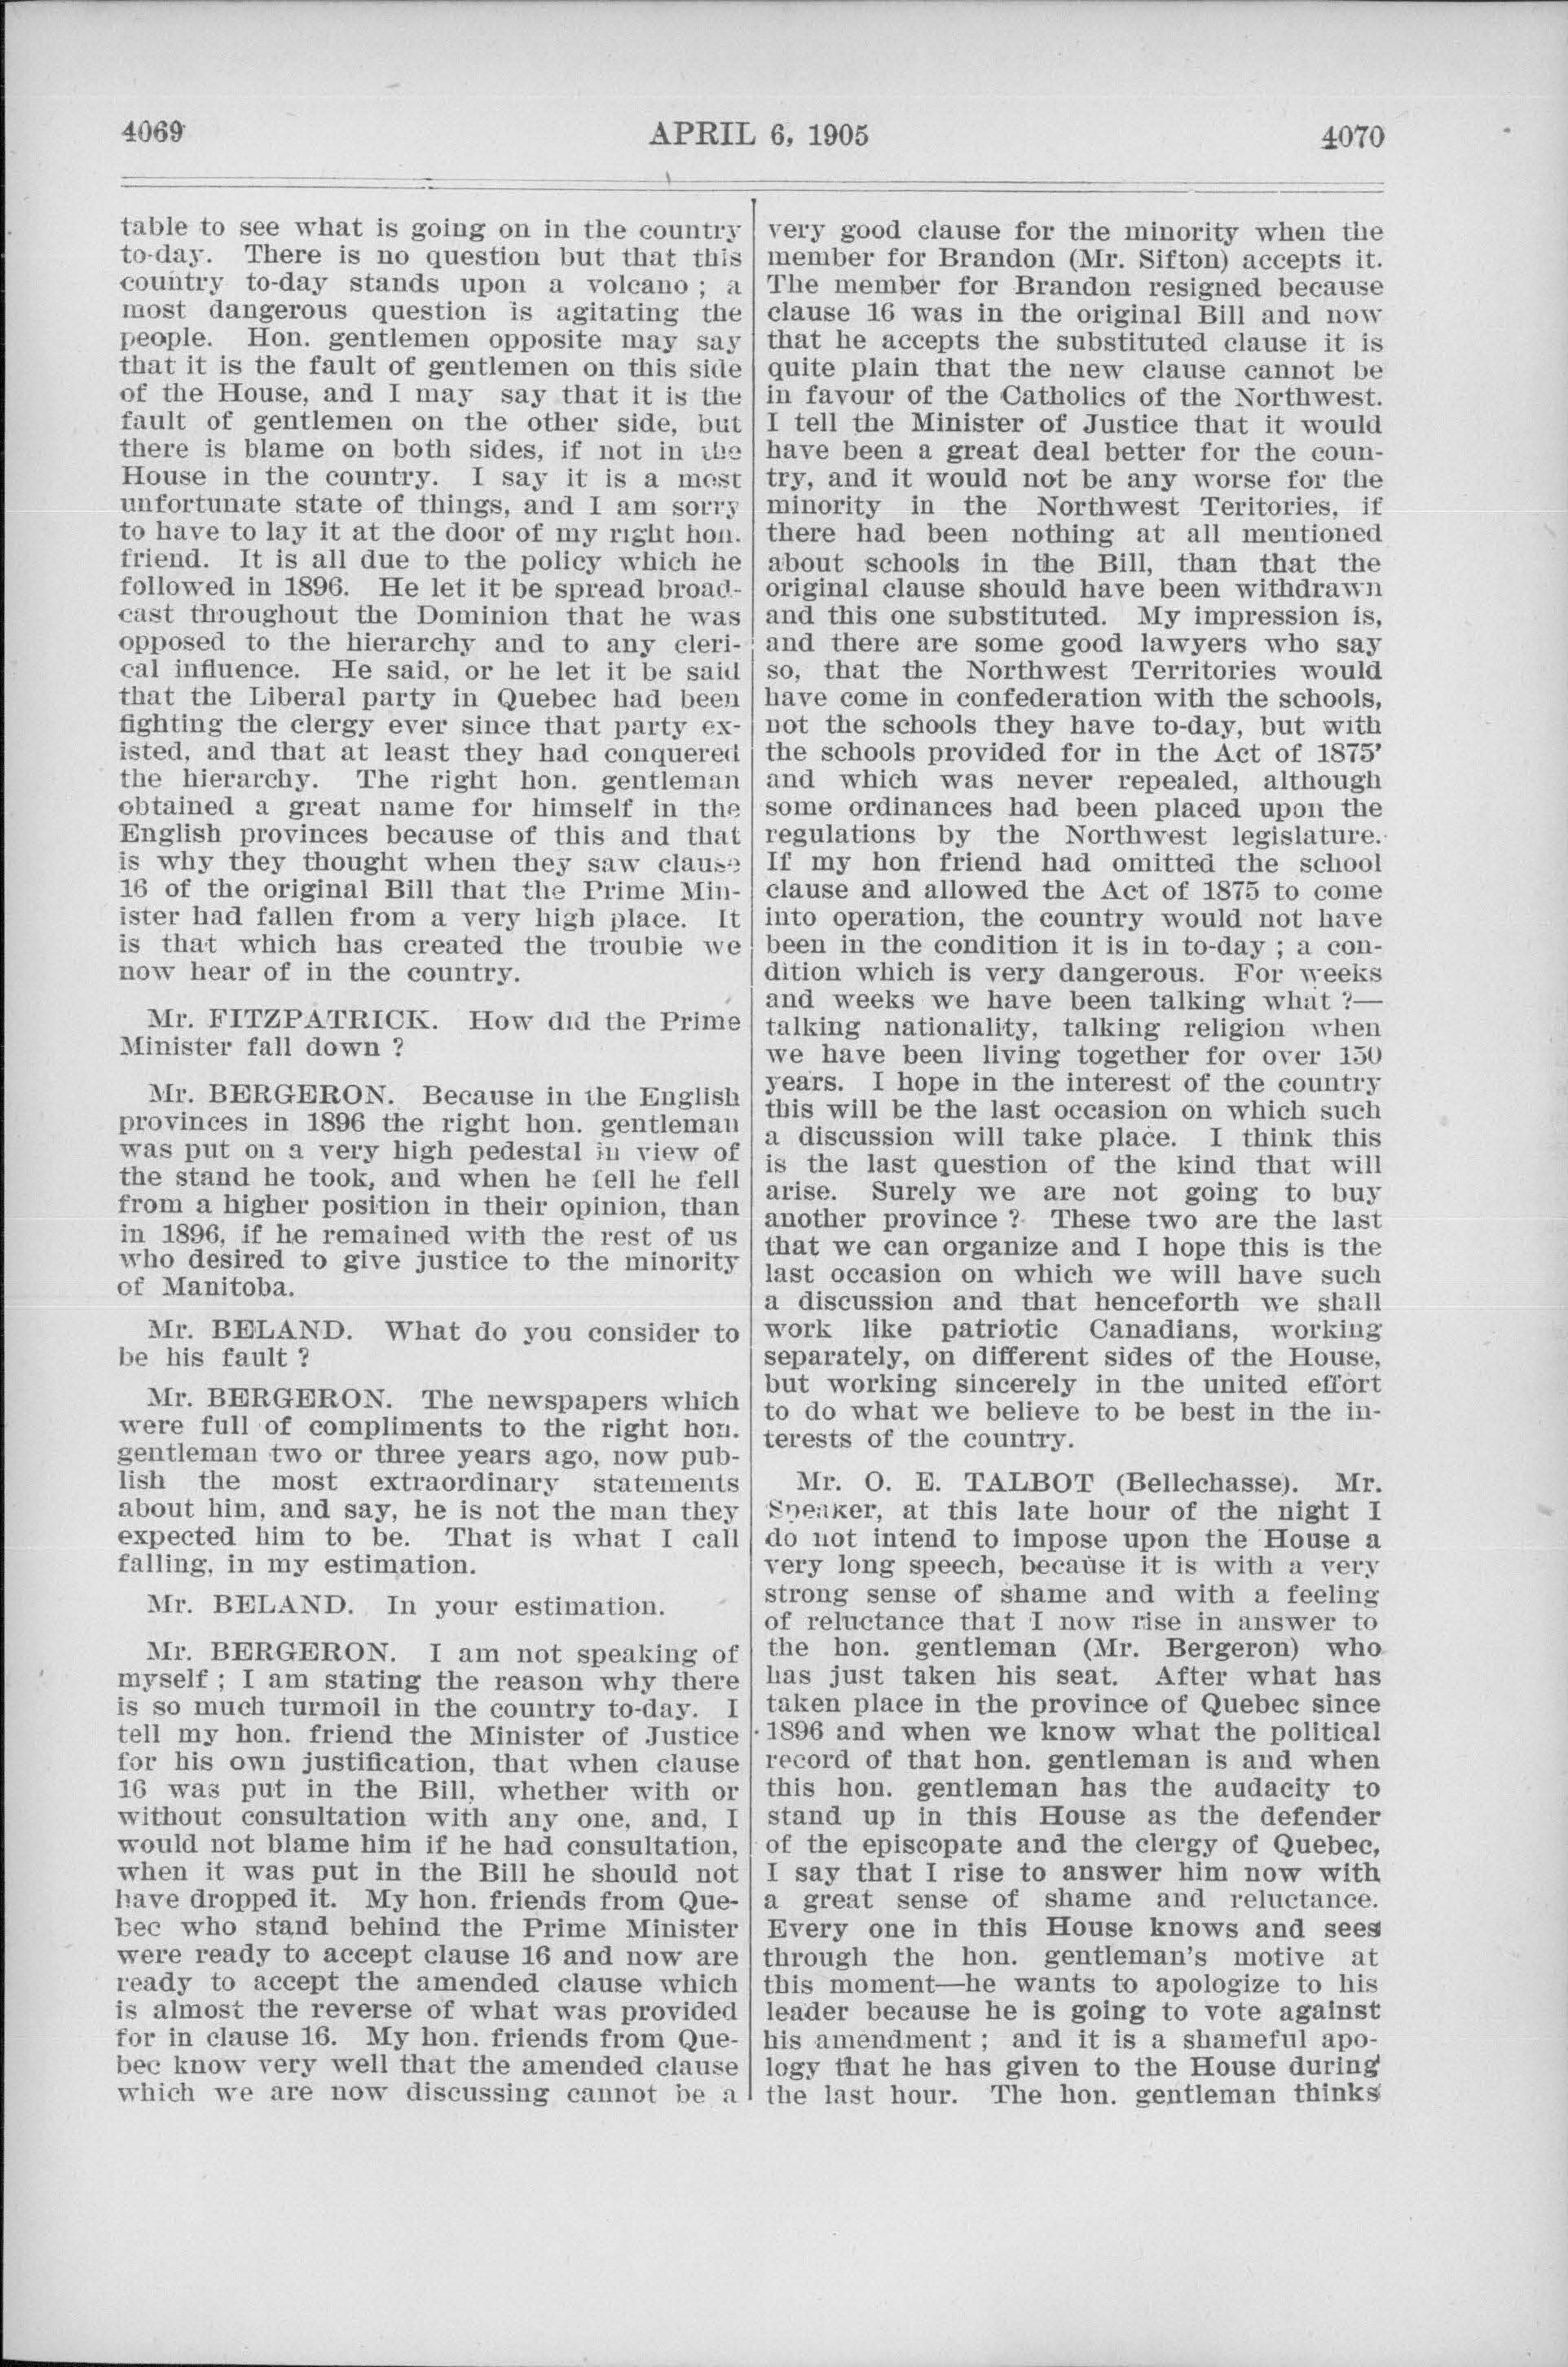 4069
APRIL 6, 1905
4070
table to see what is going on in the country
to-day. There is no question but that this
country to-day stands upon a volcano ; a
most dangerous question is agitating the
people. Hon. gentlemen opposite may say
that it is the fault of gentlemen on this side
of the House, and I may say that it is the
fault of gentlemen on the other side, but
there is blame on both sides, if not in the
House in the country. I say it is a most
unfortunate state of things, and I am sorry
to have to lay it at the door of my right hon.
friend. It is all due to the policy which he
followed in 1896. He let it be spread broad-
cast throughout the Dominion that he was
opposed to the hierarchy and to any cleri-
cal influence. He said, or he let it be said
that the Liberal party in Quebec had been
fighting the clergy ever since that party ex-
isted, and that at least they had conquered
the hierarchy. The right hon. gentleman
obtained a great name for himself in the
English provinces because of this and that
is why they thought when they saw clause
16 of the original Bill that the Prime Min-
ister had fallen from a very high place. It
is that which has created the trouble we
now hear of in the country.
Mr. FITZPATRICK. How did the Prime
Minister fall down ?
Mr. BERGERON. Because in the English
provinces in 1896 the right hon. gentleman
was put on a very high pedestal in view of
the stand he took, and when he fell he fell
from a higher position in their opinion, than
in 1896, if he remained with the rest of us
who desired to give justice to the minority
of Manitoba.
Mr. BELAND. What do you consider to
be his fault ?
Mr. BERGERON. The newspapers which
were full of compliments to the right hon.
gentleman two or three years ago, now pub-
lish the most extraordinary statements
about him, and say, he is not the man they
expected him to be. That is what I call
falling, in my estimation.
Mr. BELAND. In your estimation.
Mr. BERGERON. I am not speaking of
myself ; I am stating the reason why there
is so much turmoil in the country to-day. I
tell my hon. friend the Minister of Justice
for his own justification, that when clause
16 was put in the Bill, whether with or
without consultation with any one, and, I
would not blame him if he had consultation,
when it was put in the Bill he should not
have dropped it. My hon. friends from Que-
bec who stand behind the Prime Minister
were ready to accept clause 16 and now are
ready to accept the amended clause which
is almost the reverse of what was provided
for in clause 16. My hon. friends from Que-
bec know very well that the amended clause
which we are now discussing cannot be a
very good clause for the minority when the
member for Brandon (Mr. Sifton) accepts it.
The member for Brandon resigned because
clause 16 was in the original Bill and now
that he accepts the substituted clause it is
quite plain that the new clause cannot be
in favour of the Catholics of the Northwest.
I tell the Minister of Justice that it would
have been a great deal better for the coun-
try, and it would not be any worse for the
minority in the Northwest Teritories, if
there had been nothing at all mentioned
about schools in the Bill, than that the
original clause should have been withdrawn
and this one substituted. My impression is,
and there are some good lawyers who say
so, that the Northwest Territories would
have come in confederation with the schools,
not the schools they have to-day, but with
the schools provided for in the Act of 1875'
and which was never repealed, although
some ordinances had been placed upon the
regulations by the Northwest legislature.
If my hon friend had omitted the school
clause and allowed the Act of 1875 to come
into operation, the country would not have
been in the condition it is in to-day ; a con-
dition which is very dangerous. For weeks
and weeks we have been talking what ?—
talking nationality, talking religion when
we have been living together for over 150
years. I hope in the interest of the country
this will be the last occasion on which such
a discussion will take place. I think this
is the last question of the kind that will
arise. Surely we are not going to buy
another province ? These two are the last
that we can organize and I hope this is the
last occasion on which we will have such
a discussion and that henceforth we shall
work like patriotic Canadians, working
separately, on different sides of the House,
but working sincerely in the united effort
to do what we believe to be best in the in-
terests of the country.
Mr. O. E. TALBOT (Bellechasse). Mr.
Speaker, at this late hour of the night I
do not intend to impose upon the House a
very long speech, because it is with a very
strong sense of shame and with a feeling
of reluctance that I now rise in answer to
the hon. gentleman (Mr. Bergeron) who
has just taken his seat. After what has
taken place in the province of Quebec since
1896 and when we know what the political
record of that hon. gentleman is and when
this hon. gentleman has the audacity to
stand up in this House as the defender
of the episcopate and the clergy of Quebec,
I say that I rise to answer him now with
a great sense of shame and reluctance.
Every one in this House knows and sees
through the hon. gentleman's motive at
this moment—he wants to apologize to his
leader because he is going to vote against
his amendment ; and it is a shameful apo-
logy that he has given to the House during
the last hour. The hon. gentleman thinks